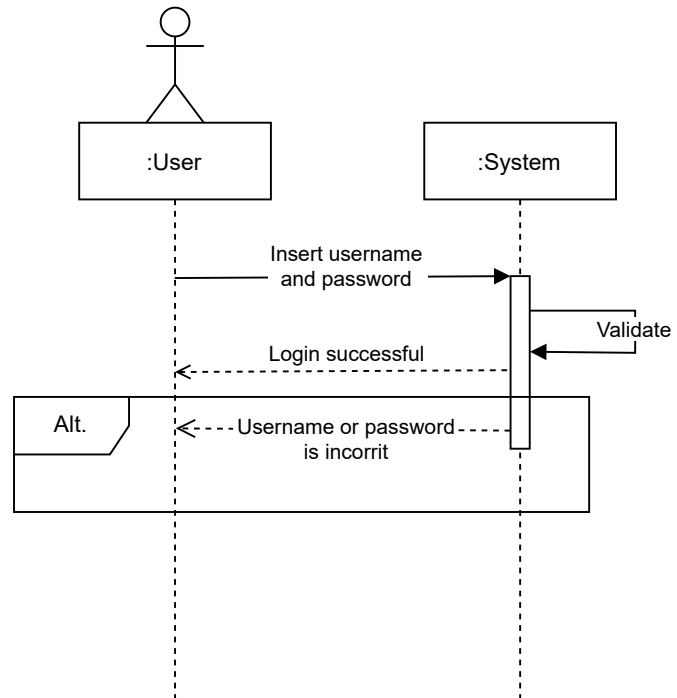 :User
:System
Insert username
and password
Validate
Login successful
Alt.
Username or password
is incorrit